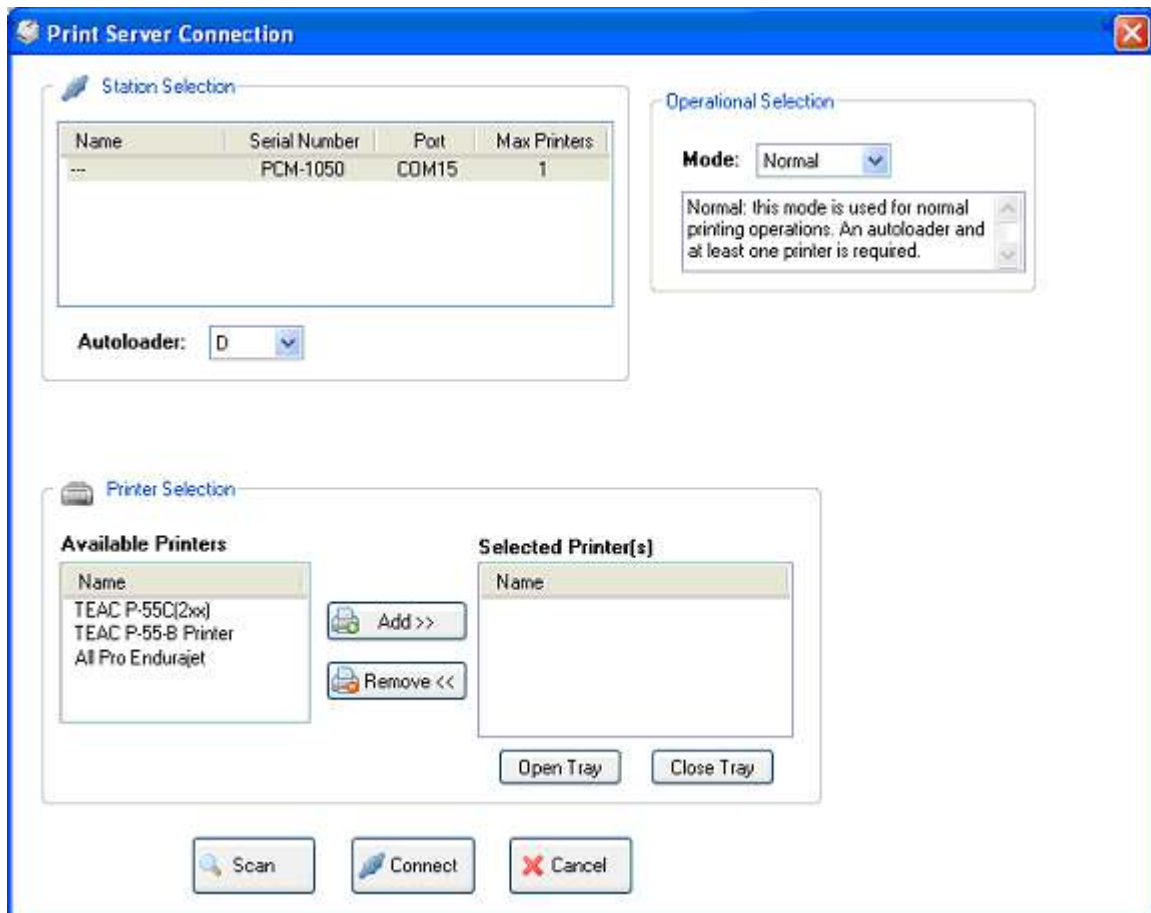 Print Server Connection
Station Selection
Operational Selection
Name Serial Number Port Max Printers
--- PCM-1050 COM15 1
Mode: Normal
Normal: this mode is used for normal
printing operations. An autoloader and
at least one printer is required.
Autoloader: D
Printer Selection
Available Printers
Selected Printer(s)
Name
Name
TEAC P-55C(2xx)
TEAC P-55-B Printer
All Pro Endurajet
Add >>
Remove <<
Open Tray
Close Tray
Scan
Connect
Cancel